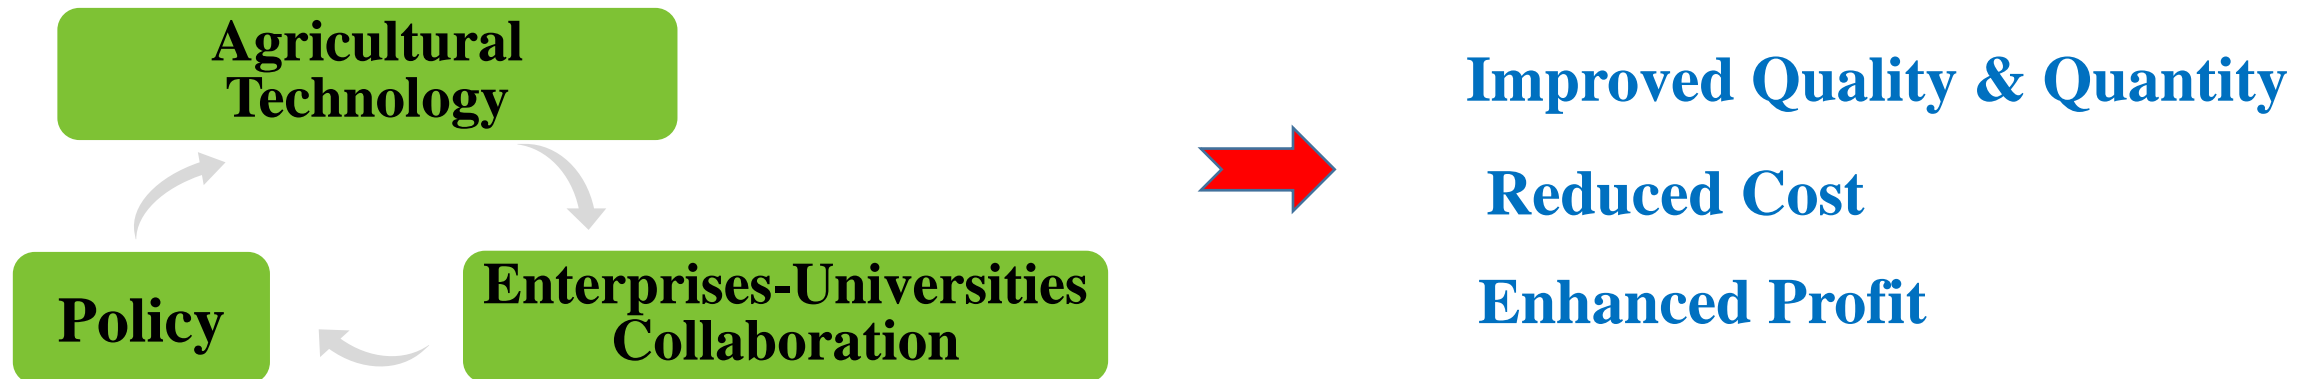 Agricultural
Technology
Policy
Enterprises-Universities
Collaboration
Improved Quality & Quantity
Reduced Cost
Enhanced Profit